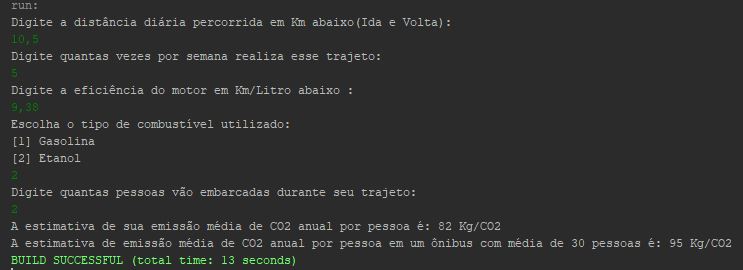 run:
Digite a distância diária percorrida em Km abaixo(Ida e Volta):
10,5
Digite quantas vezes por semana realiza esse trajeto:
5
Digite a eficiência do motor em Km/Litro abaixo :
9,38
Escolha o tipo de combustível utilizado:
[1] Gasolina
[2] Etanol
2
Digite quantas pessoas vão embarcadas durante seu trajeto:
2
A estimativa de sua emissão média de CO2 anual por pessoa é: 82 Kg/CO2
A estimativa de emissão média de CO2 anual por pessoa em um ônibus com média de 30 pessoas é: 95 Kg/CO2
BUILD SUCCESSFUL (total time: 13 seconds)